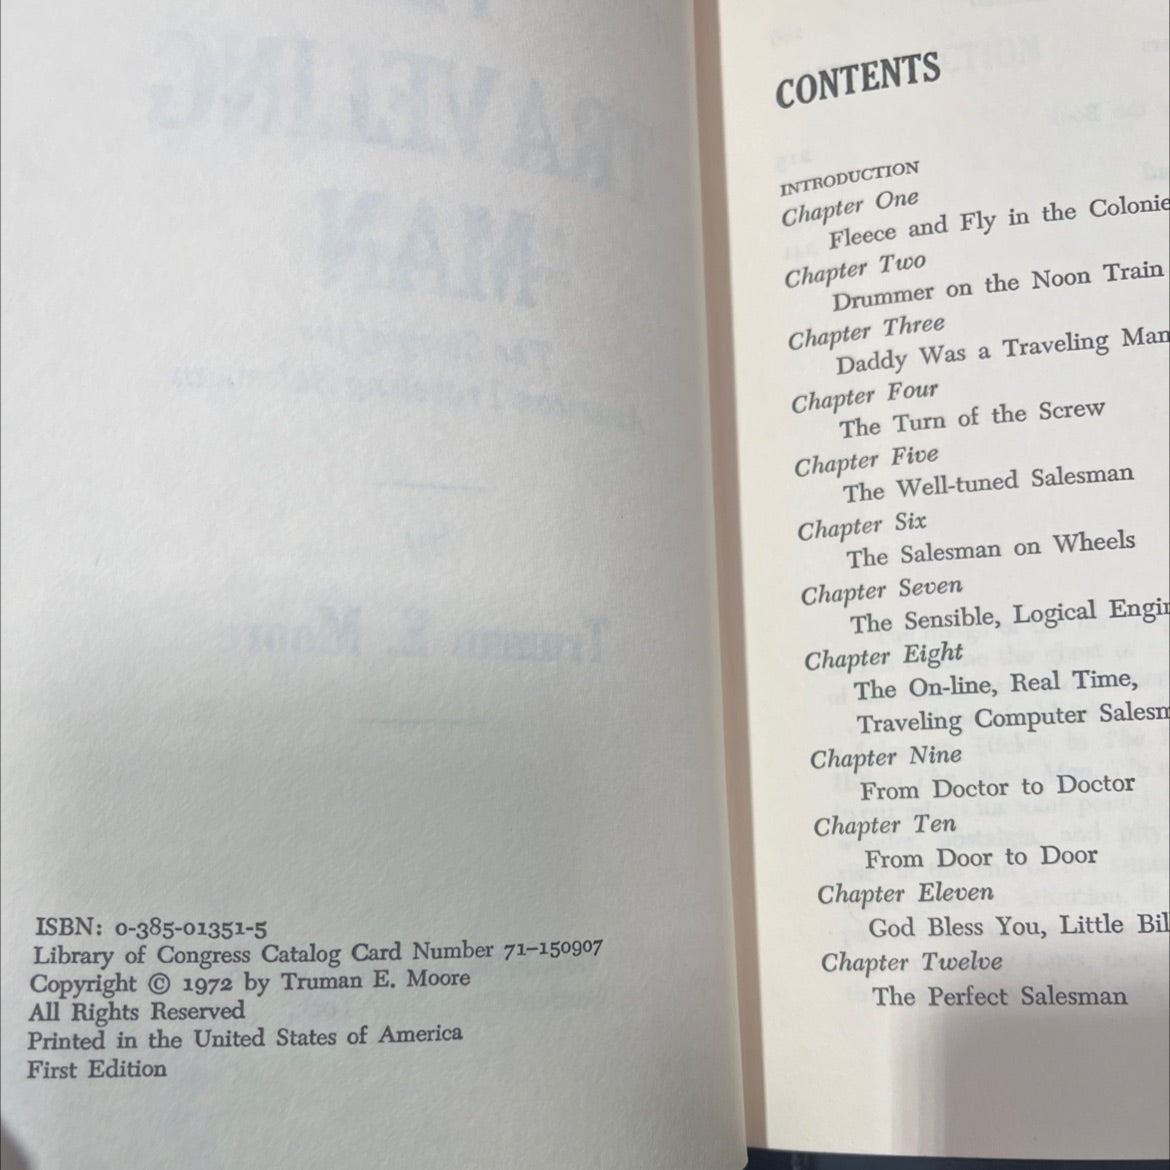 ISBN: 0-385-01351-5
Library of Congress Catalog Card Number 71-150907
Copyright © 1972 by Truman E. Moore
All Rights Reserved
Printed in the United States of America
First Edition
CONTENTS
INTRODUCTION
Chapter One
Fleece and Fly in the Colonie
Chapter Two
Drummer on the Noon Train
Chapter Three
Daddy Was a Traveling Man
Chapter Four
The Turn of the Screw
Chapter Five
The Well-tuned Salesman
Chapter Six
The Salesman on Wheels
Chapter Seven
The Sensible, Logical Engin
Chapter Eight
The On-line, Real Time,
Traveling Computer Salesm
Chapter Nine
From Doctor to Doctor
Chapter Ten
From Door to Door
Chapter Eleven
God Bless You, Little Bil
Chapter Twelve
The Perfect Salesman